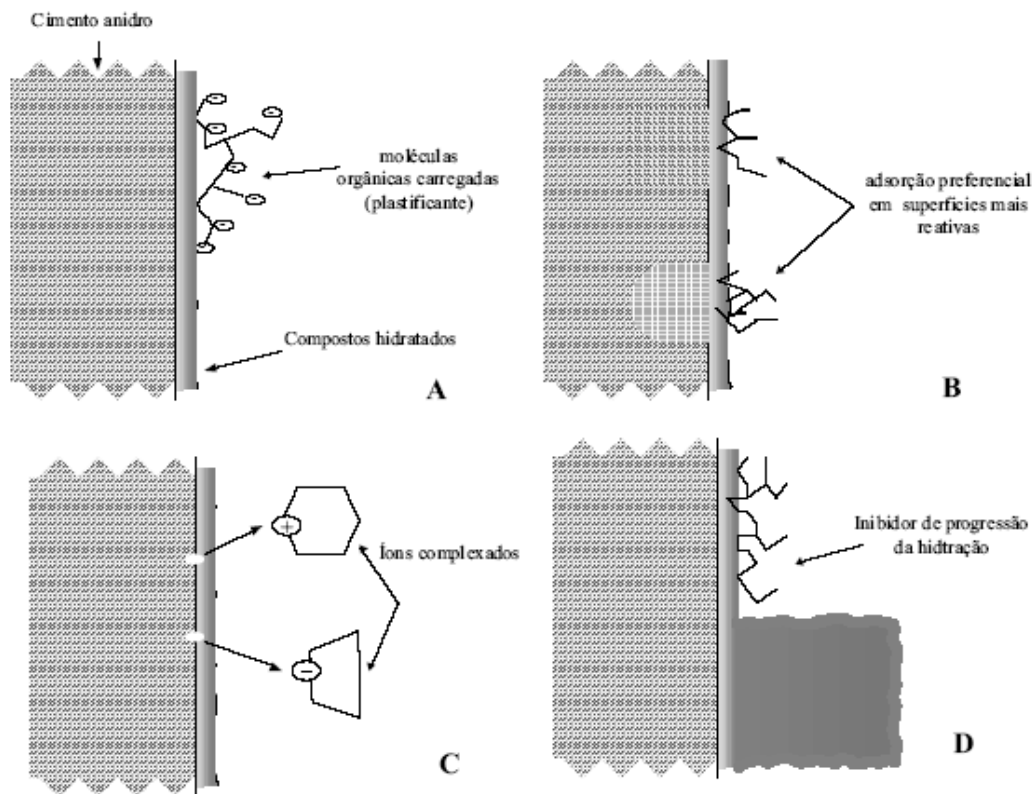 Cimento anidro
moléculas
orgânicas carregadas
(plastificante)
Compostos hidratados
A
adsorção preferencial
em superfícies mais
reativas
B
+
Íons complexados
-
C
Inibidor de progressão
da hidtração
D